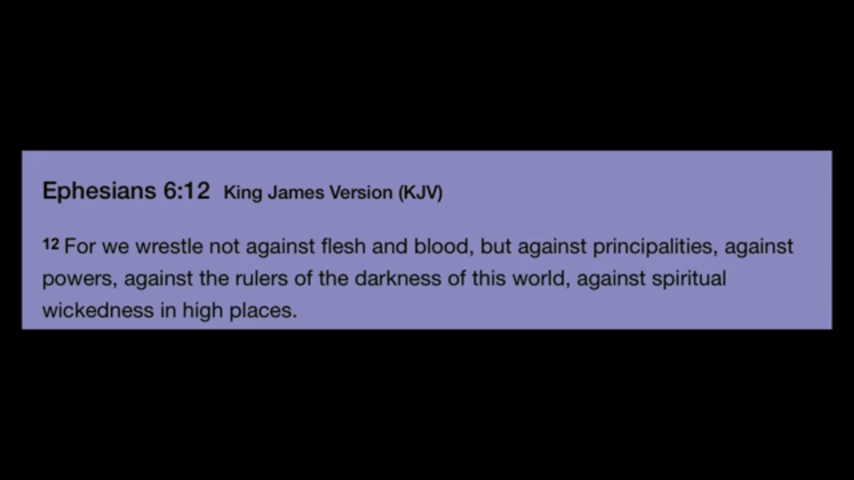 Ephesians 6:12 King James Version (KJV)
12 For we wrestle not against flesh and blood, but against principalities, against
powers, against the rulers of the darkness of this world, against spiritual
wickedness in high places.